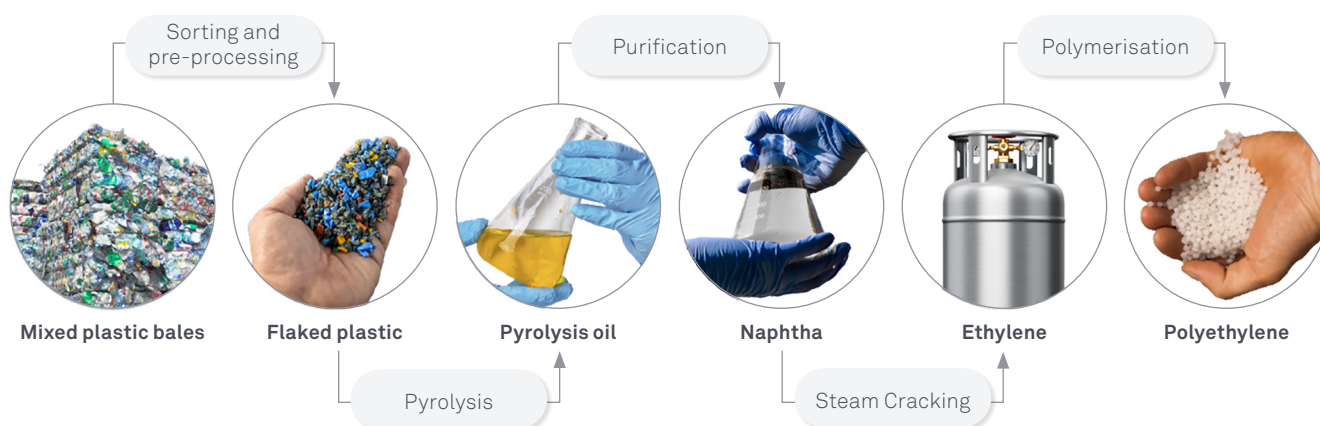 Sorting and
pre-processing
Purification
Polymerisation
Mixed plastic bales
Flaked plastic
Pyrolysis oil
Naphtha
Ethylene
Polyethylene
Pyrolysis
Steam Cracking